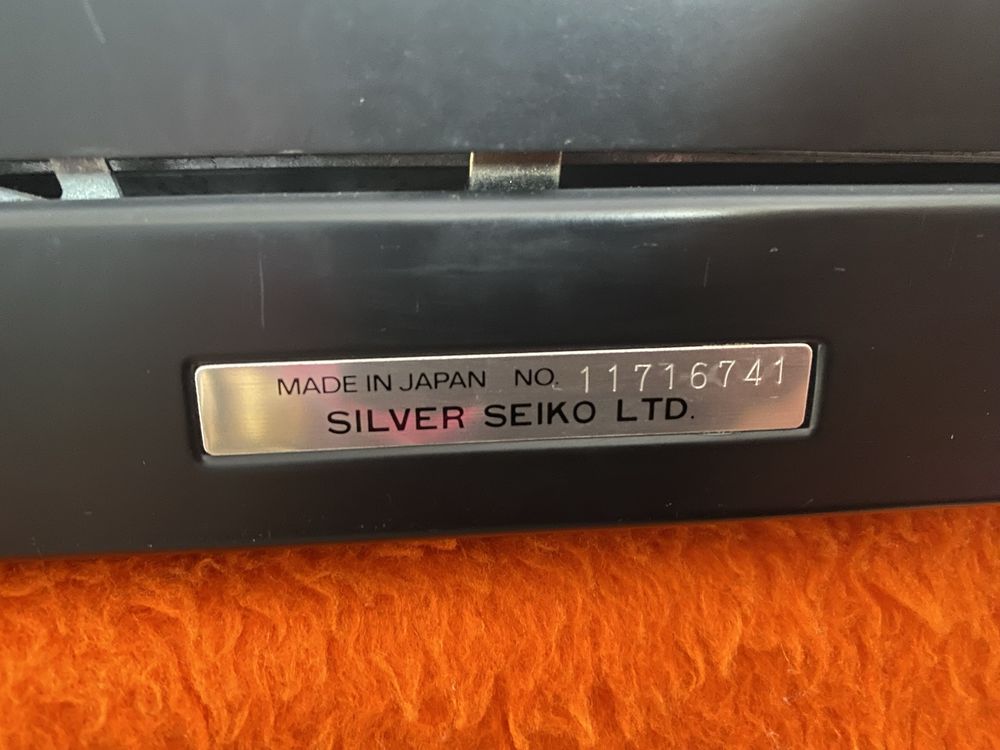 MADE IN JAPAN NO. 11716741
SILVER SEIKO LTD.